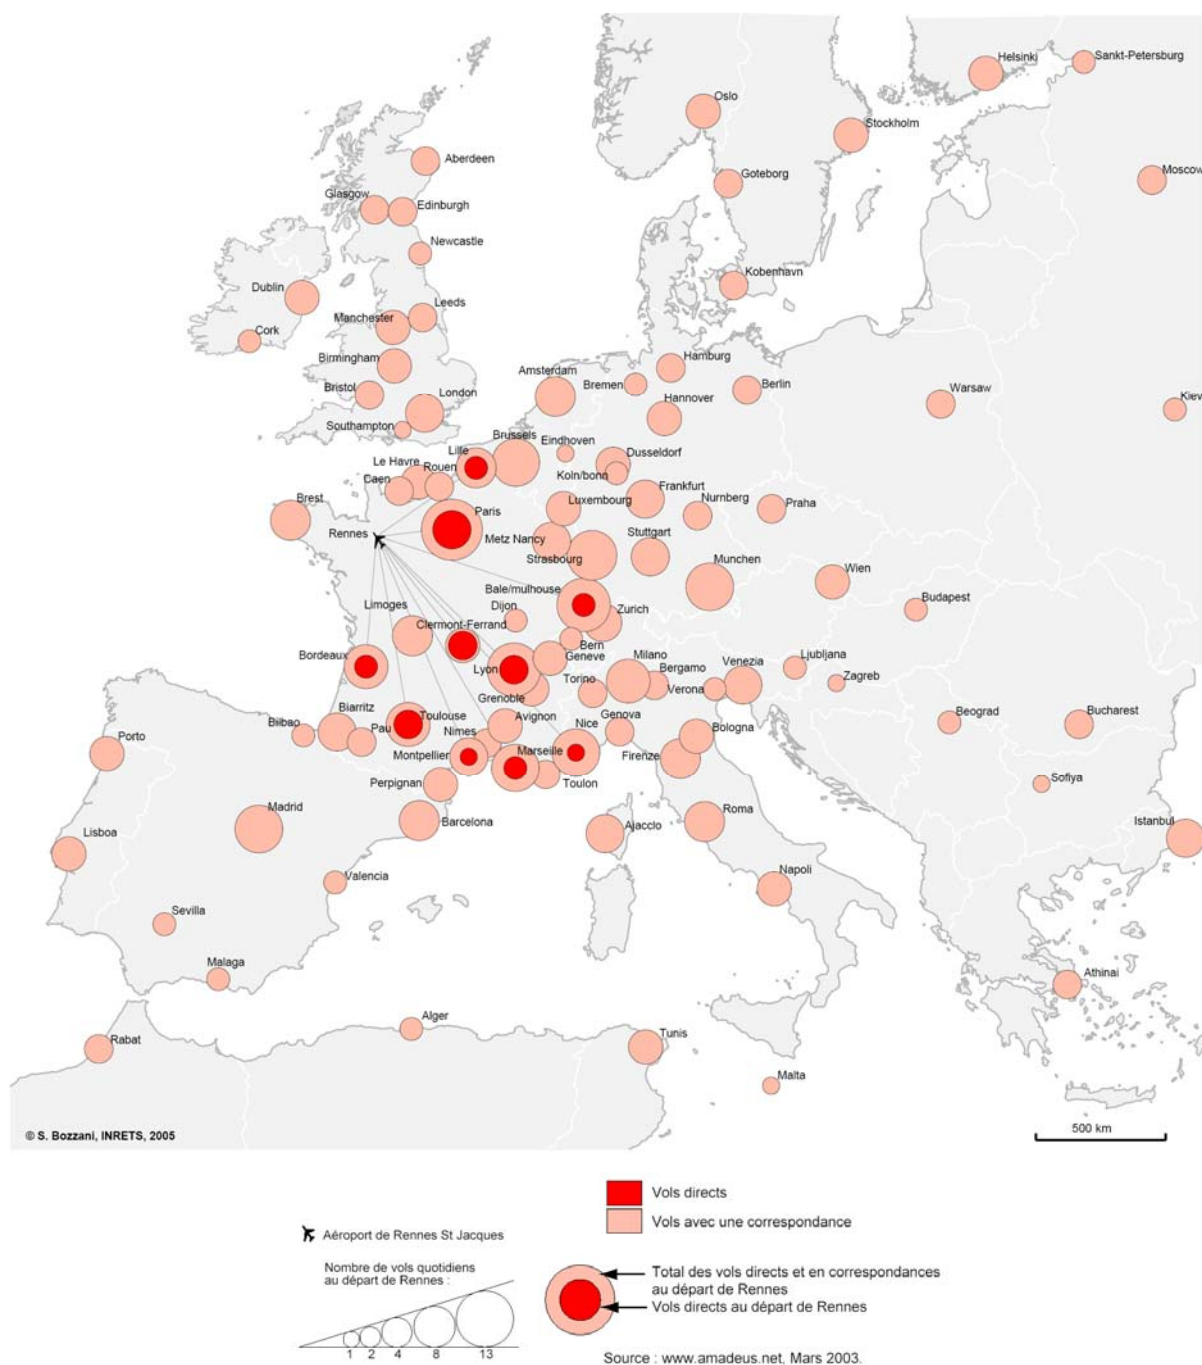 Helsinki
Sankt-Petersburg
Oslo
Stockholm
Aberdeen
Goteborg
Moscow
Glasgow
Edinburgh
Newcastle
Kobenhavn
Dublin
Leeds
Manchester
Cork
Birmingham
Hamburg
Amsterdam
Bremen
Berlin
Bristol
London
Hannover
Warsaw
Kiev
Southampton
Brussels
Eindhoven
Lille
Dusseldorf
Le Havre
Rouen
Koln/bonn
Caen
Frankfurt
Brest
Luxembourg
Nurnberg
Praha
Paris
Rennes
Metz Nancy
Stuttgart
Strasbourg
Munchen
Wien
Bale/mulhouse
Limoges
Dijon
Zurich
Budapest
Clermont-Ferrand
Bern
Bordeaux
Lyon
Geneve
Milano
Bergamo
Venezia
Ljubljana
Zagreb
Grenoble
Torino
Verona
Biarritz
Toulouse
Avignon
Nice
Genova
Beograd
Bucharest
Bilbao
Pau
Nimes
Bologna
Porto
Montpellier
Marseille
Firenze
Perpignan
Toulon
Sofiya
Madrid
Barcelona
Ajacclo
Roma
Istanbul
Lisboa
Valencia
Napoli
Sevilla
Malaga
Athinai
Alger
Rabat
Tunis
Malta
© S. Bozzani, INRETS, 2005
500 km
Vols directs
Vols avec une correspondance
Aéroport de Rennes St Jacques
Nombre de vols quotidiens
au départ de Rennes :
1 2 4 8 13
Total des vols directs et en correspondances
au départ de Rennes
Vols directs au départ de Rennes
Source : www.amadeus.net, Mars 2003.